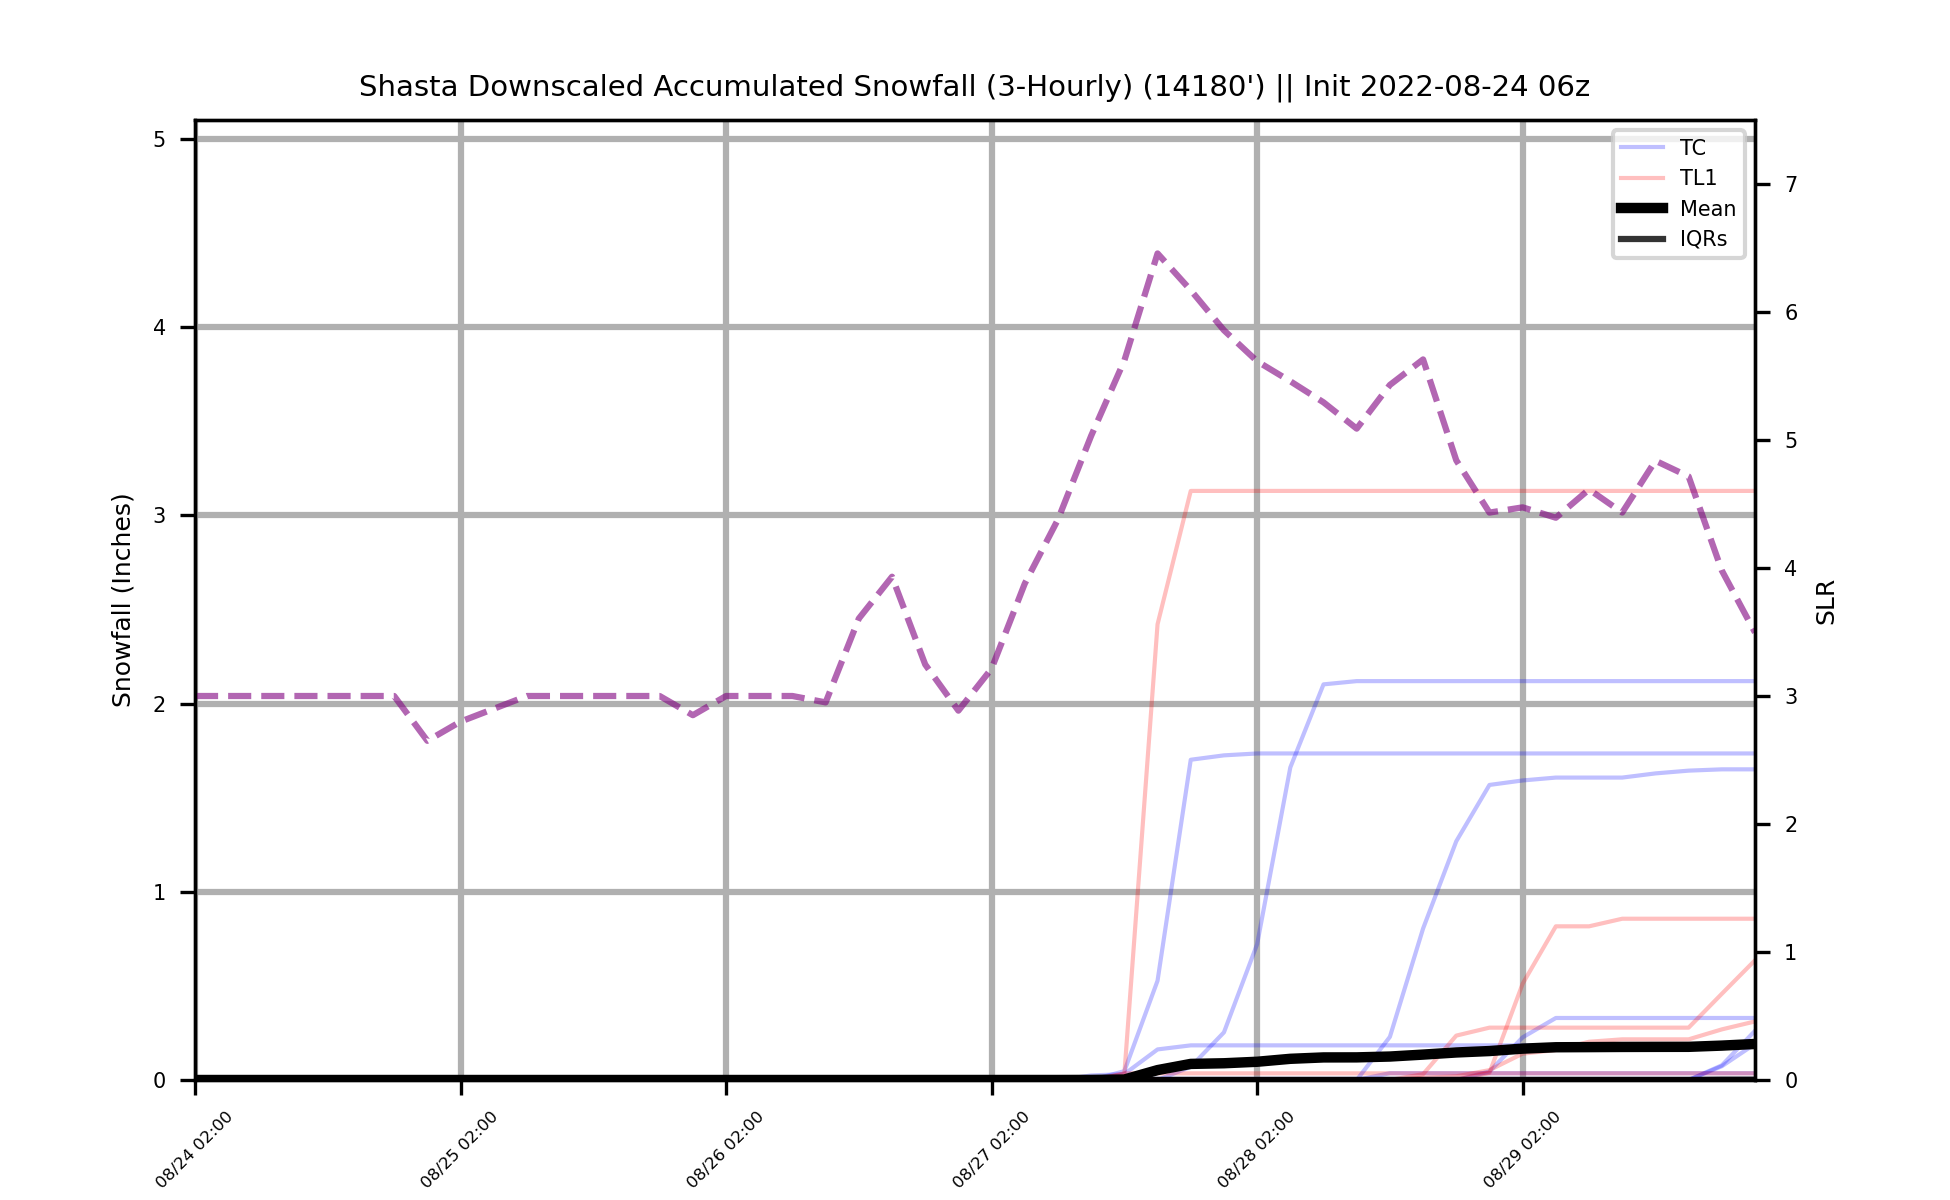 Shasta Downscaled Accumulated Snowfall (3-Hourly) (14180') || Init 2022-08-24 06z
TC
TL1
Mean
IQRs
Snowfall (Inches)
5
4
3
2
1
0
SLR
7
6
5
4
3
2
1
0
08/24 02:00
08/25 02:00
08/26 02:00
08/27 02:00
08/28 02:00
08/29 02:00